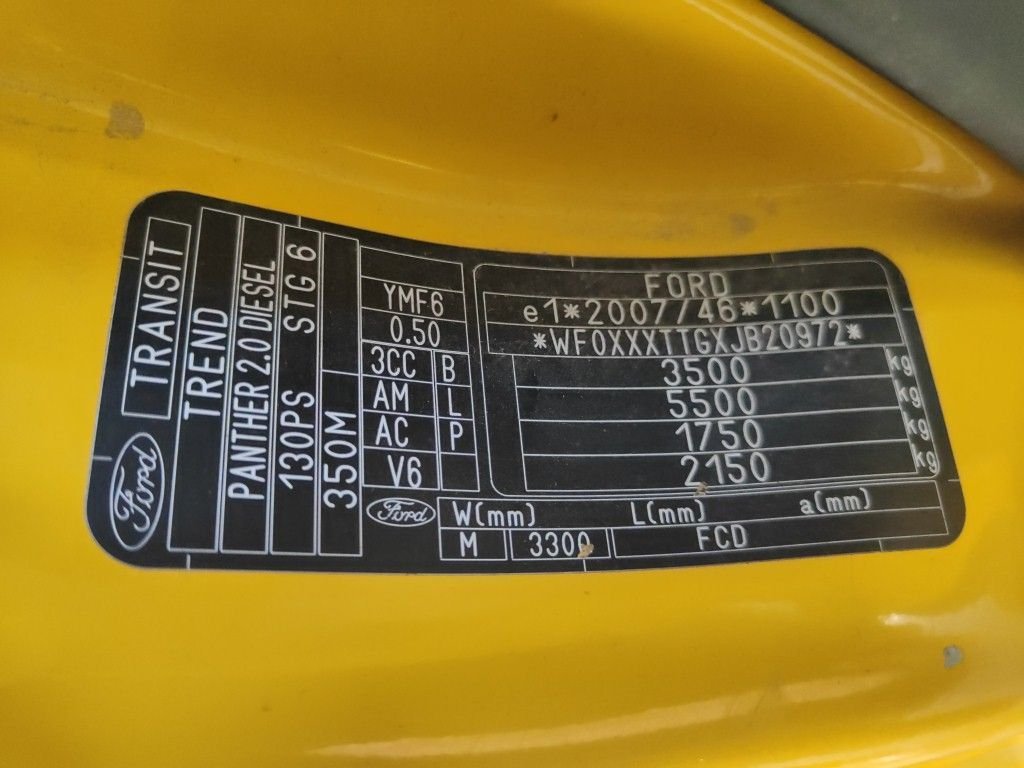 Ford
TRANSIT
TREND
PANTHER 2.0 DIESEL
130PS STG 6
350M
YMF6
0.50
3CC B
AM L
AC P
V6
FORD
e1*2007/46*1100
*WF0XXXTTGXJB20972*
3500 kg
5500 kg
1750 kg
2150 kg
Ford W(mm) L(mm) a(mm)
M 3300 FCD